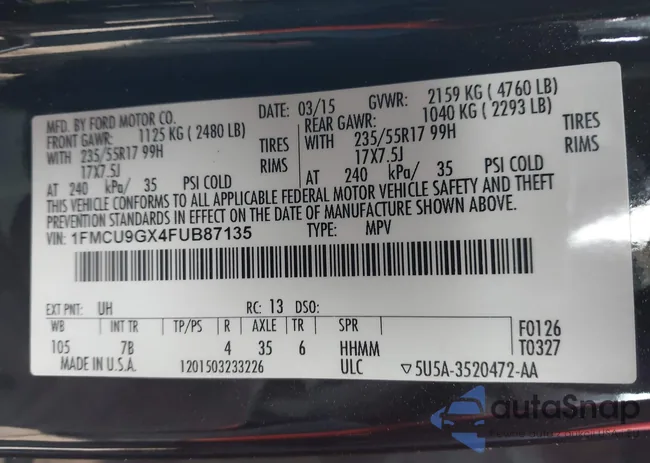 MFD. BY FORD MOTOR CO. DATE: 03/15 GVWR: 2159 KG (4760 LB)
FRONT GAWR: 1125 KG (2480 LB) REAR GAWR: 1040 KG (2293 LB)
WITH 235/55R17 99H TIRES WITH 235/55R17 99H TIRES
17X7.5J RIMS 17X7.5J RIMS
AT 240 kPa/ 35 PSI COLD AT 240 kPa/ 35 PSI COLD
THIS VEHICLE CONFORMS TO ALL APPLICABLE FEDERAL MOTOR VEHICLE SAFETY AND THEFT
PREVENTION STANDARDS IN EFFECT ON THE DATE OF MANUFACTURE SHOWN ABOVE.
VIN: 1FMCU9GX4FUB87135 TYPE: MPV
EXT PNT: UH RC: 13 DSO:
WB INT TR TP/PS R AXLE TR SPR F0126
105 7B 4 35 6 HHMM T0327
MADE IN U.S.A. 1201503233226 ULC ▽5U5A-3520472-AA
autoSnap